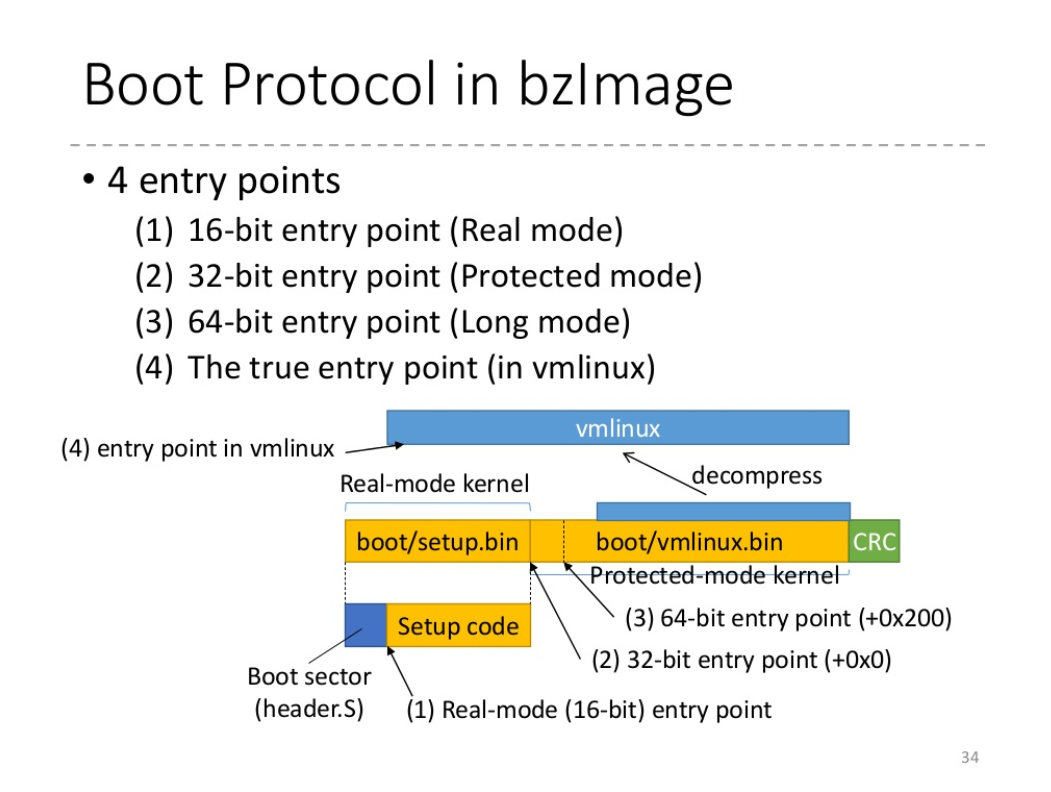 Boot Protocol in bzImage
• 4 entry points
(1) 16-bit entry point (Real mode)
(2) 32-bit entry point (Protected mode)
(3) 64-bit entry point (Long mode)
(4) The true entry point (in vmlinux)
vmlinux
(4) entry point in vmlinux
decompress
Real-mode kernel
boot/setup.bin
boot/vmlinux.bin
CRC
Protected-mode kernel
(3) 64-bit entry point (+0x200)
Setup code
(2) 32-bit entry point (+0x0)
Boot sector
(header.S)
(1) Real-mode (16-bit) entry point
34